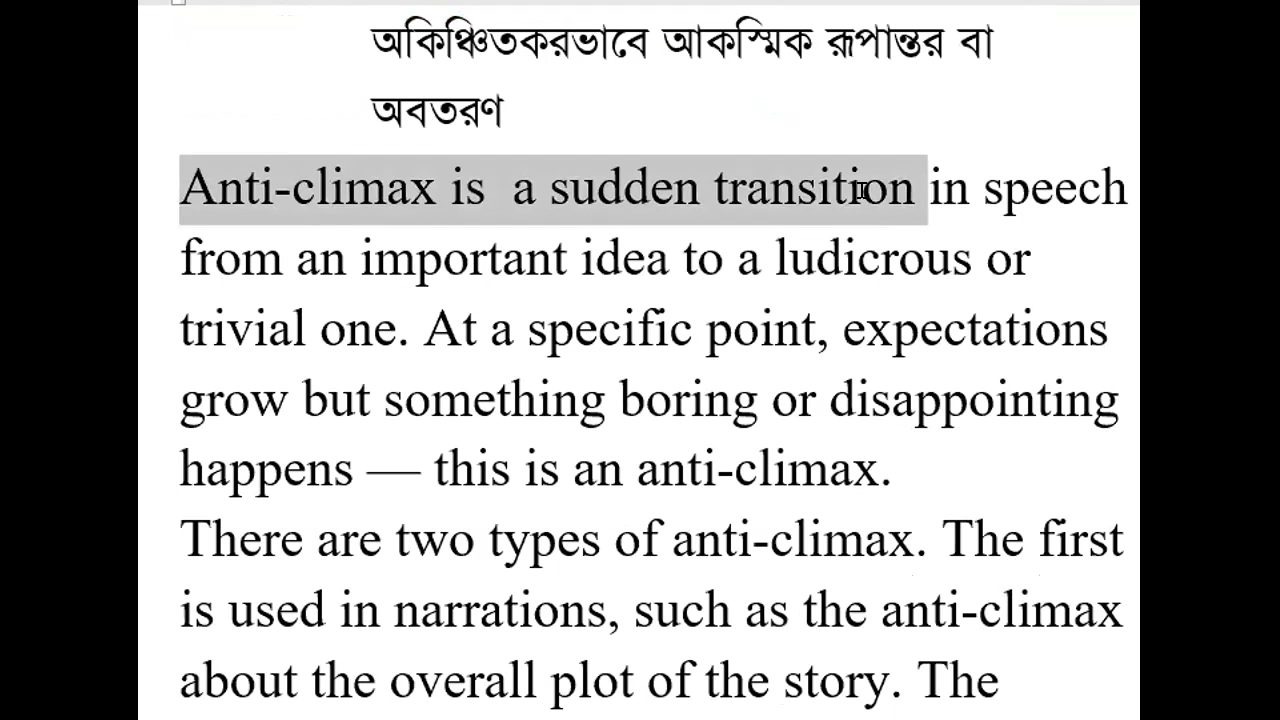 অকিঞ্চিতকরভাবে আকস্মিক রূপান্তর বা
অবতরণ
Anti-climax is  a sudden transition in speech
from an important idea to a ludicrous or
trivial one. At a specific point, expectations
grow but something boring or disappointing
happens — this is an anti-climax.
There are two types of anti-climax. The first
is used in narrations, such as the anti-climax
about the overall plot of the story. The